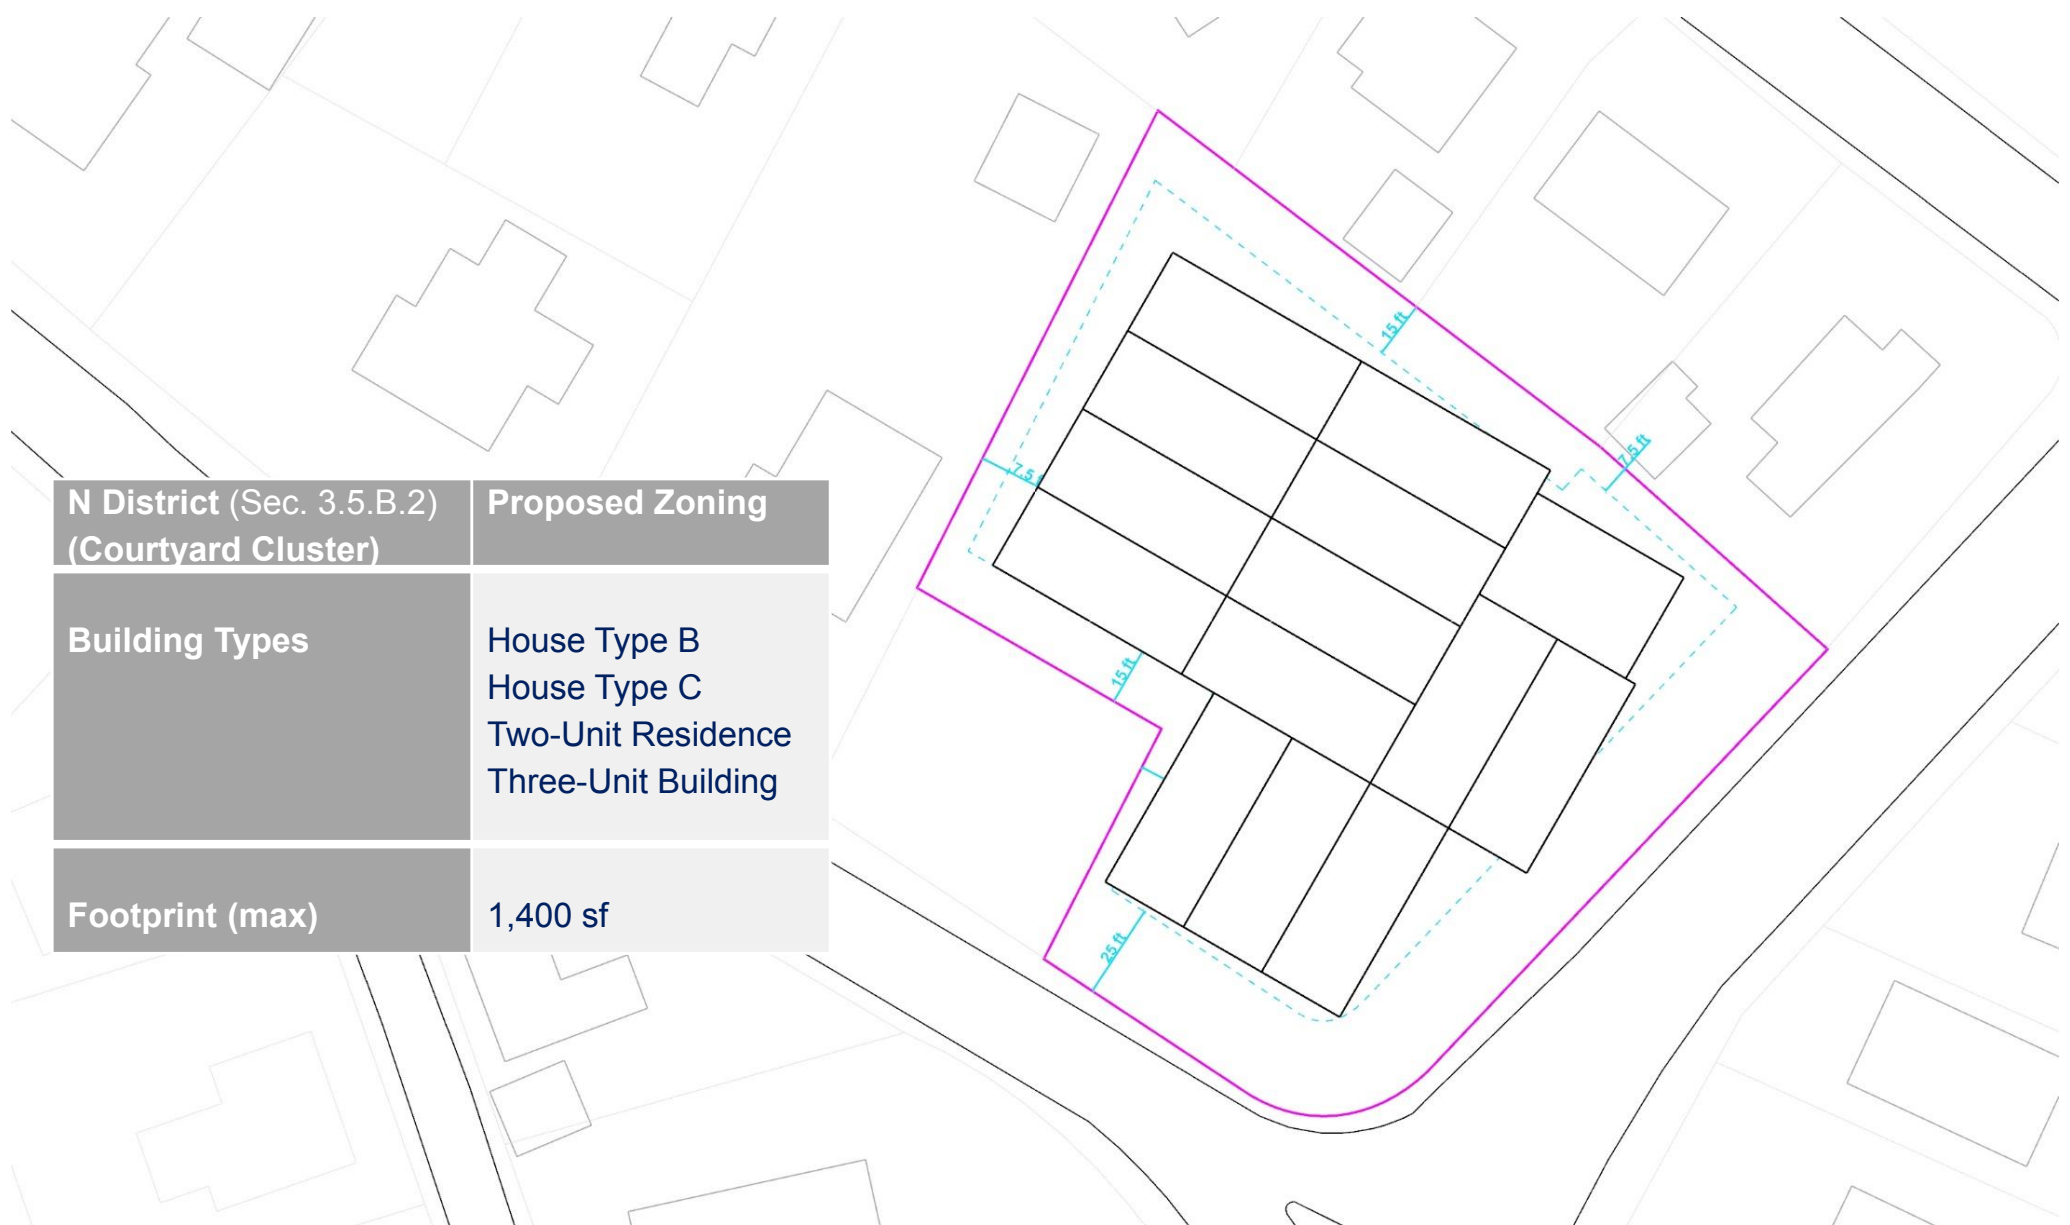 N District (Sec. 3.5.B.2)
(Courtyard Cluster)
Proposed Zoning
Building Types
House Type B
House Type C
Two-Unit Residence
Three-Unit Building
Footprint (max)
1,400 sf
15 ft
7.5 ft
7.5
15 ft
25 ft